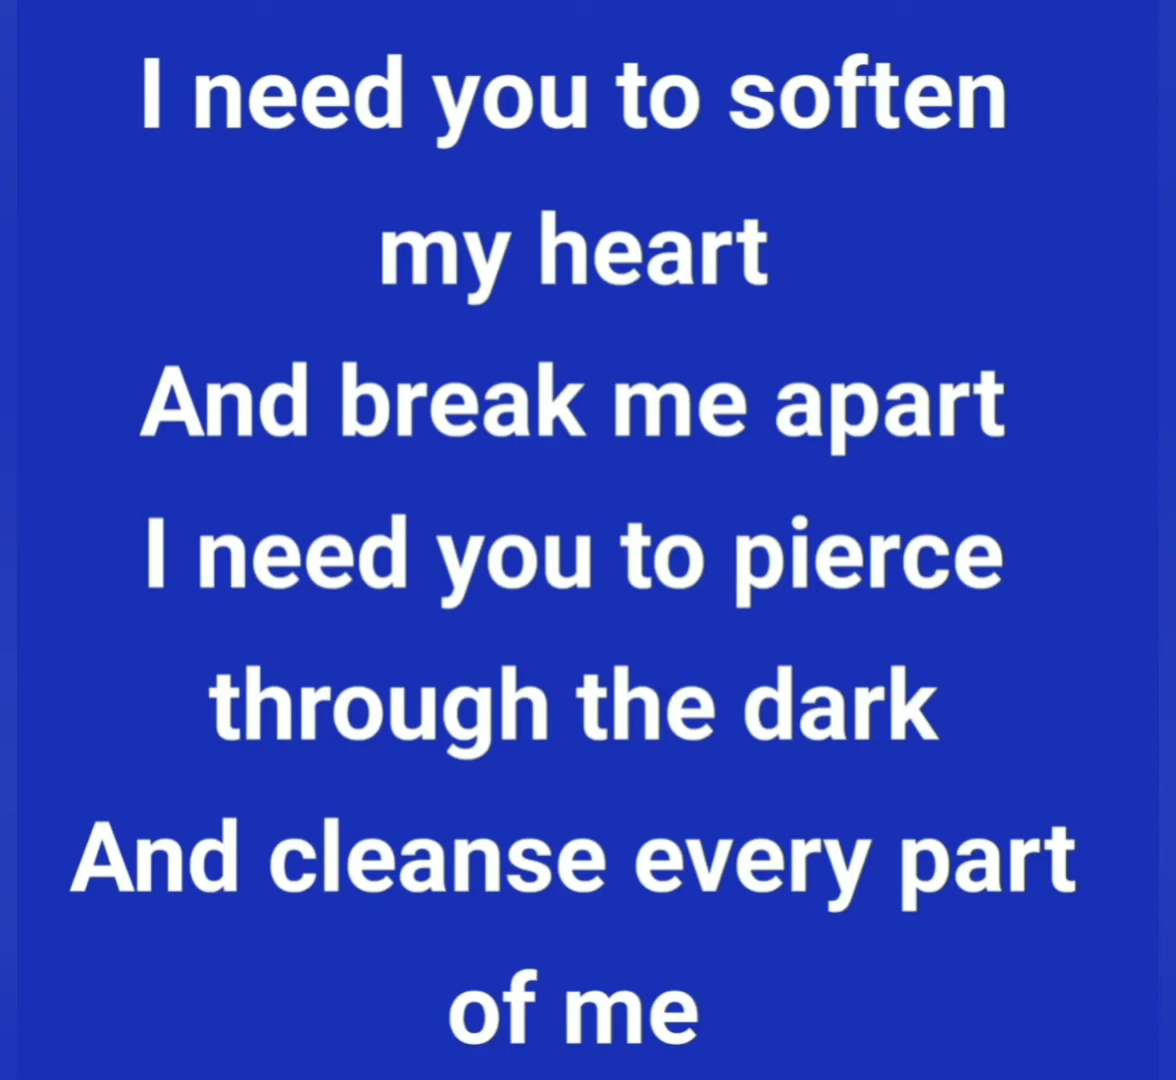 I need you to soften
my heart
And break me apart
I need you to pierce
through the dark
And cleanse every part
of me